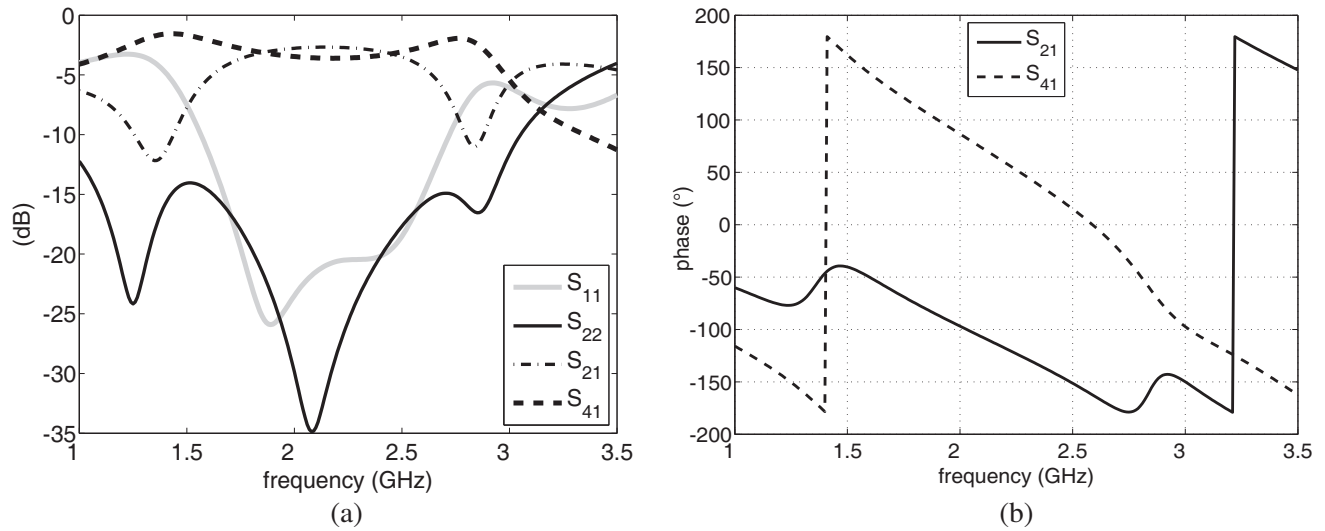 0
-5
-10
-15
-20
-25
-30
-35
(dB)
1
1.5
2
2.5
3
3.5
frequency (GHz)
S11
S22
S21
S41
(a)
200
150
100
50
0
-50
-100
-150
-200
phase (°)
1
1.5
2
2.5
3
3.5
frequency (GHz)
S21
S41
(b)